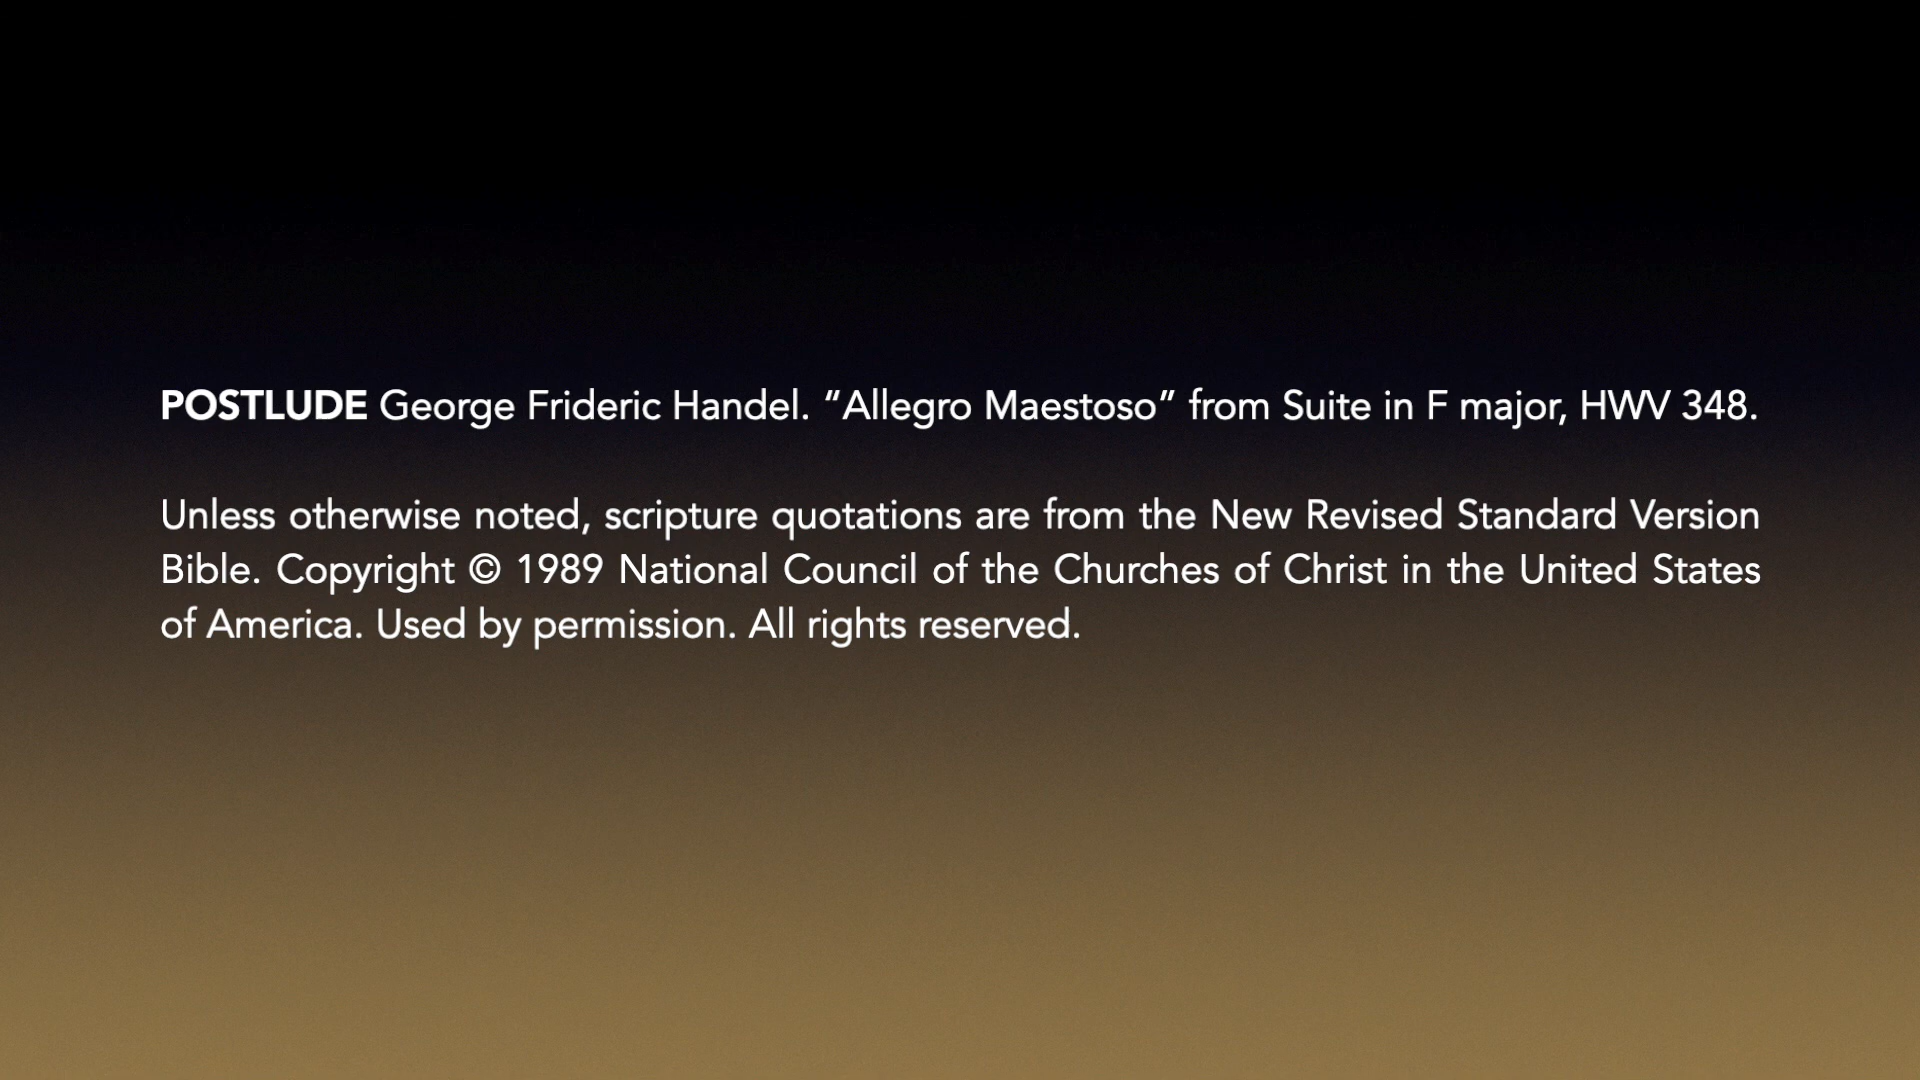 POSTLUDE George Frideric Handel. “Allegro Maestoso” from Suite in F major, HWV 348.
Unless otherwise noted, scripture quotations are from the New Revised Standard Version
Bible. Copyright © 1989 National Council of the Churches of Christ in the United States
of America. Used by permission. All rights reserved.